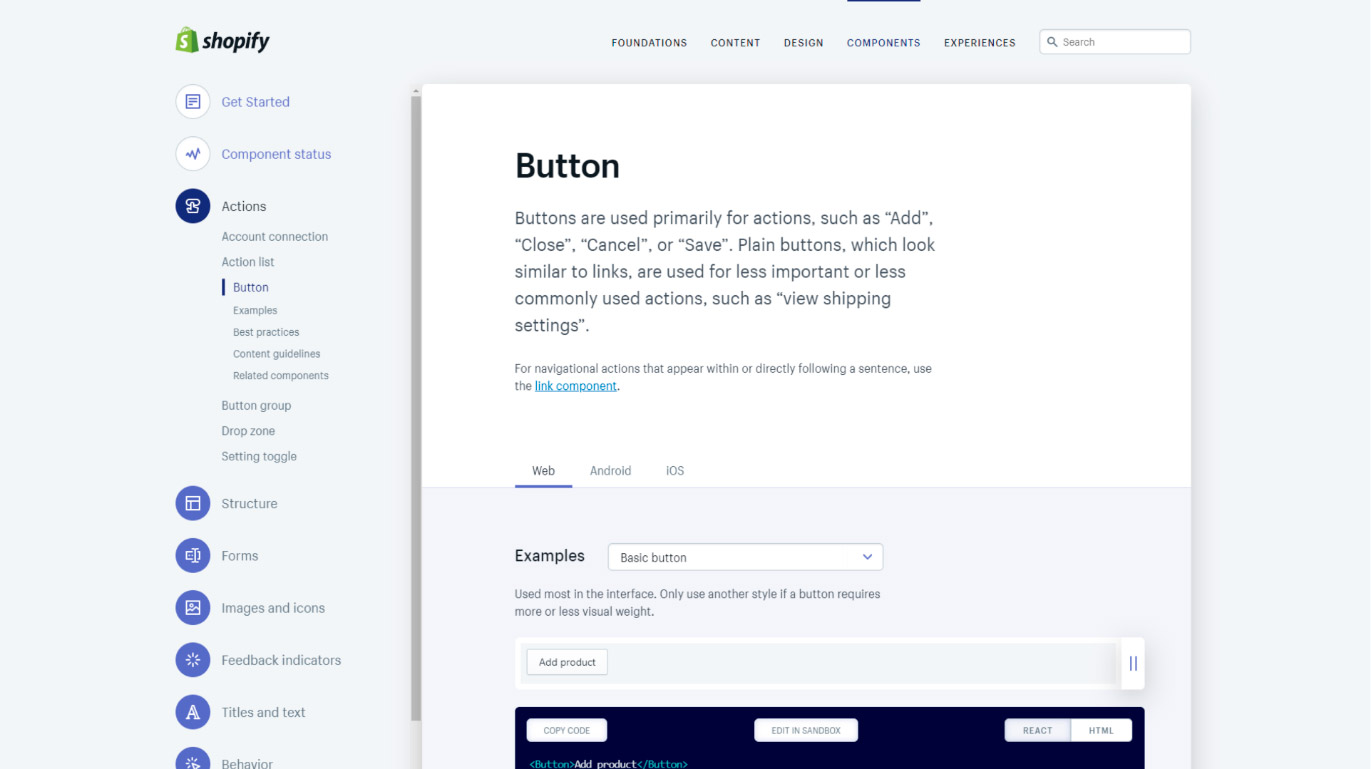 shopify
FOUNDATIONS
CONTENT
DESIGN
COMPONENTS
EXPERIENCES
Search
Get Started
Component status
Actions
Account connection
Action list
Button
Examples
Best practices
Content guidelines
Related components
Button group
Drop zone
Setting toggle
Structure
Forms
Images and icons
Feedback indicators
Titles and text
Behavior
Button
Buttons are used primarily for actions, such as “Add”,
“Close”, “Cancel”, or “Save”. Plain buttons, which look
similar to links, are used for less important or less
commonly used actions, such as “view shipping
settings”.
For navigational actions that appear within or directly following a sentence, use
the link component.
Web
Android
iOS
Examples
Basic button
Used most in the interface. Only use another style if a button requires
more or less visual weight.
Add product
COPY CODE
EDIT IN SANDBOX
REACT
HTML
<Button>Add product</Button>